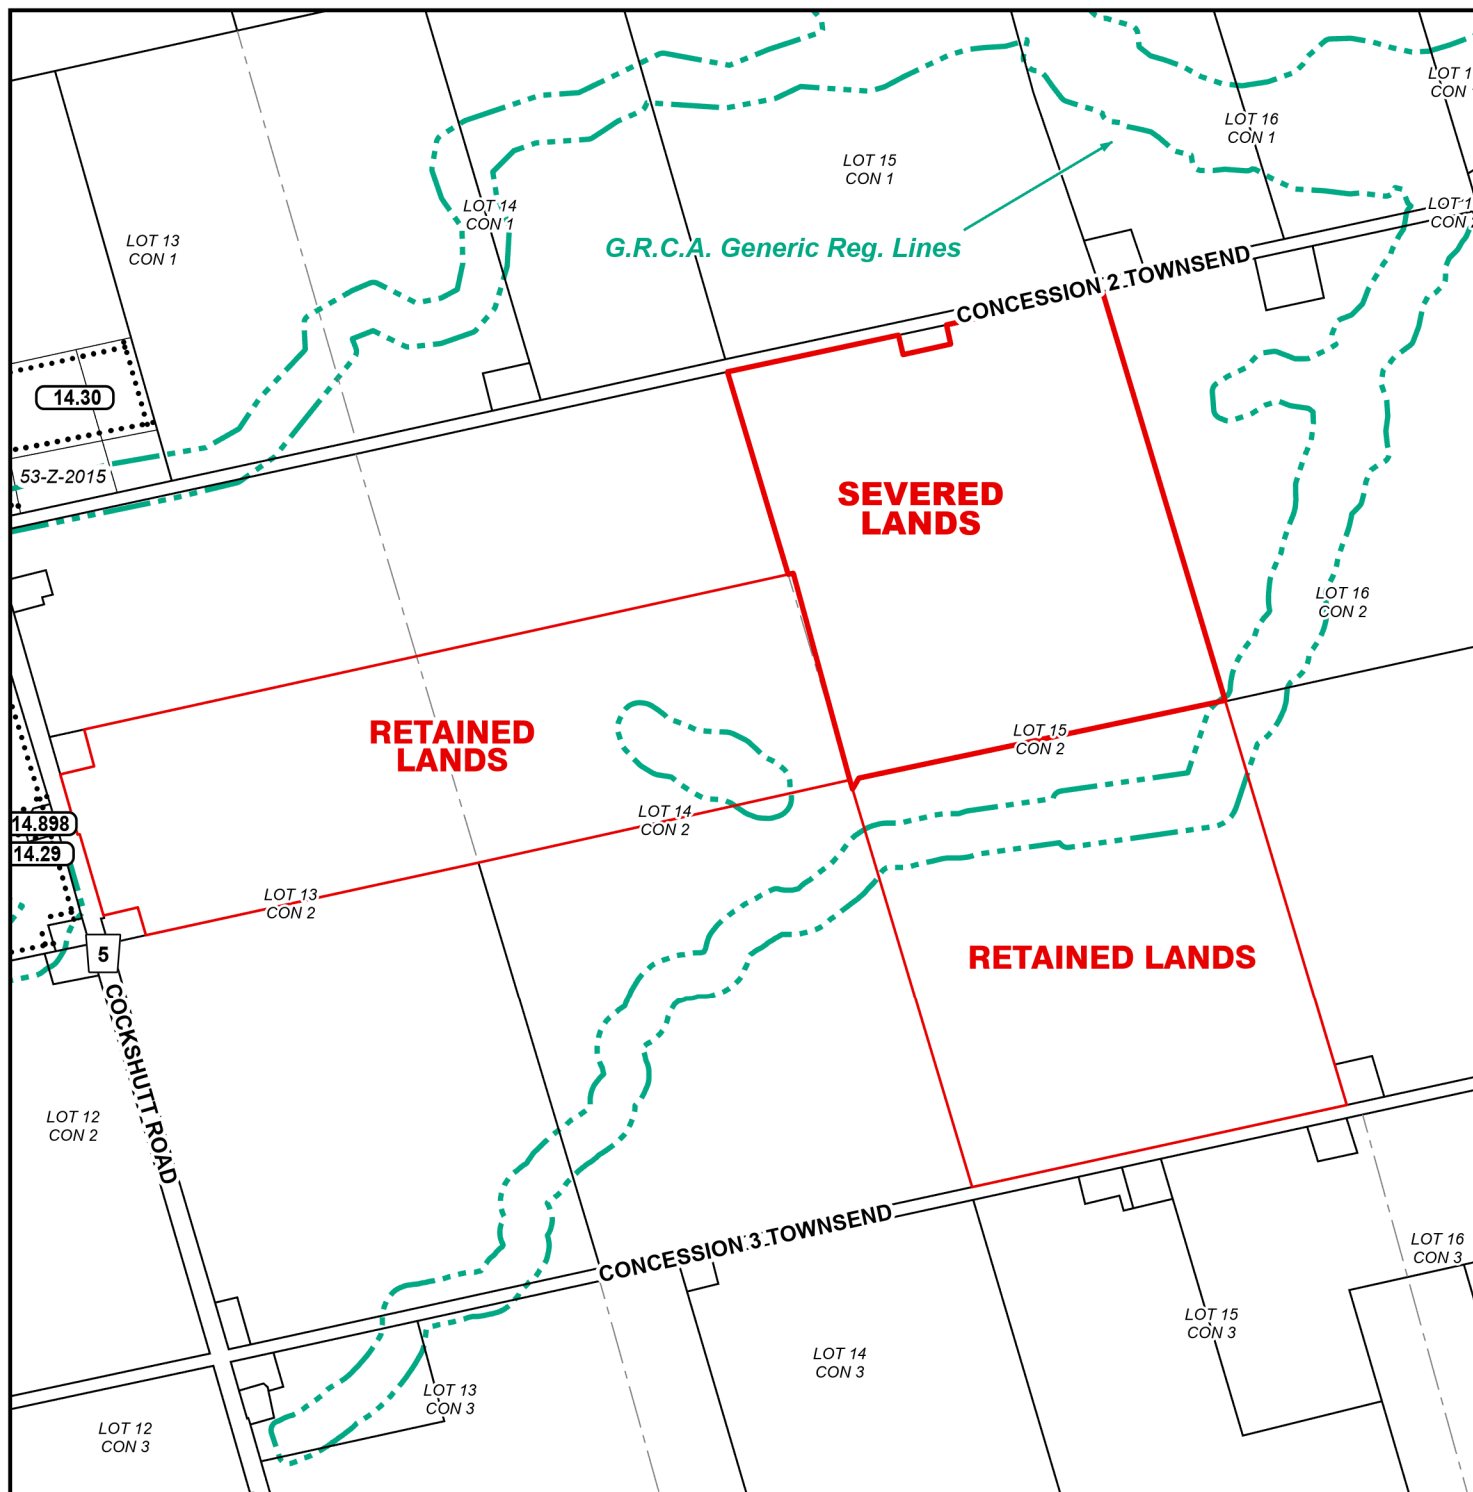 LOT 1
CON
LOT 16
CON 1
LOT 15
CON 1
LOT 14
CON 1
LOT 1
CON 2
LOT 13
CON 1
G.R.C.A. Generic Reg. Lines
CONCESSION 2 TOWNSEND
14.30
53-Z-2015
SEVERED
LANDS
LOT 16
CON 2
RETAINED
LANDS
LOT 15
CON 2
LOT 14
CON 2
14.898
14.29
LOT 13
CON 2
5
RETAINED LANDS
COCKSHUTT ROAD
LOT 12
CON 2
CONCESSION 3 TOWNSEND
LOT 16
CON 3
LOT 15
CON 3
LOT 14
CON 3
LOT 13
CON 3
LOT 12
CON 3